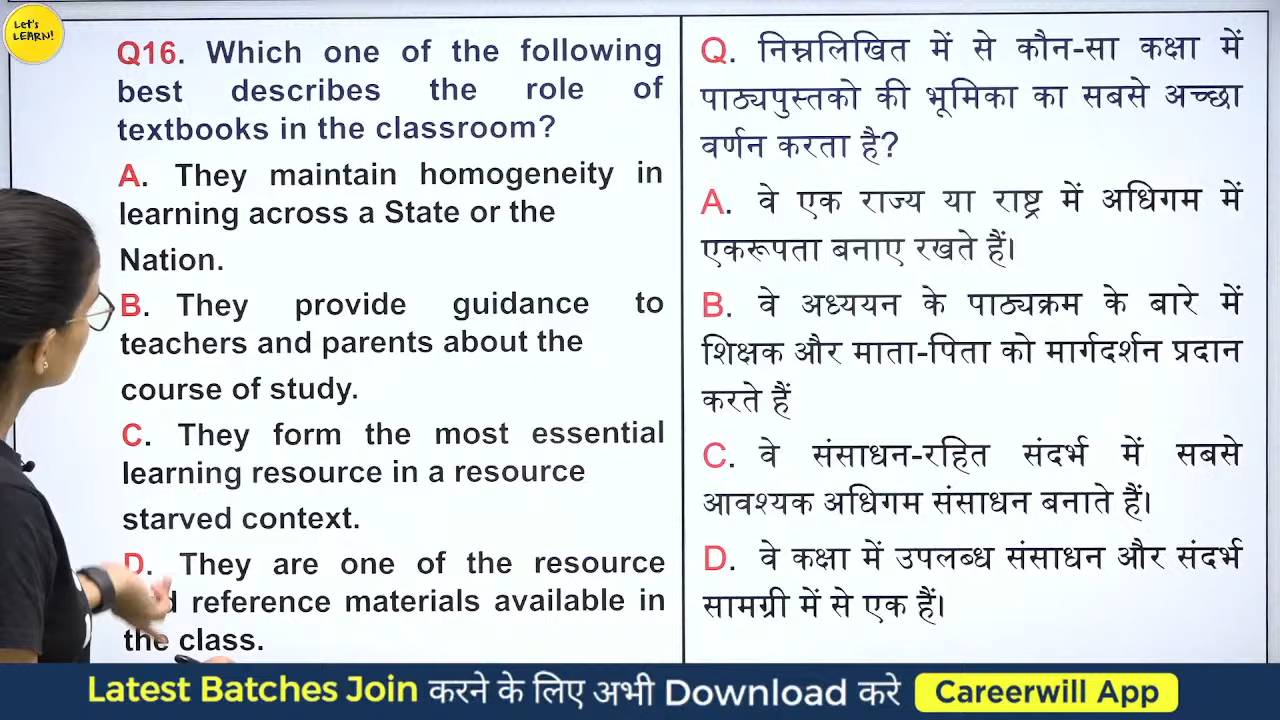 Let's
LEARN!
Q16. Which one of the following
best describes the role of
textbooks in the classroom?
A. They maintain homogeneity in
learning across a State or the
Nation.
B. They provide guidance to
teachers and parents about the
course of study.
C. They form the most essential
learning resource in a resource
starved context.
D. They are one of the resource
reference materials available in
the class.
Q. निम्नलिखित में से कौन-सा कक्षा में
पाठ्यपुस्तको की भूमिका का सबसे अच्छा
वर्णन करता है?
A. वे एक राज्य या राष्ट्र में अधिगम में
एकरूपता बनाए रखते हैं।
B. वे अध्ययन के पाठ्यक्रम के बारे में
शिक्षक और माता-पिता को मार्गदर्शन प्रदान
करते हैं
C. वे संसाधन-रहित संदर्भ में सबसे
आवश्यक अधिगम संसाधन बनाते हैं।
D. वे कक्षा में उपलब्ध संसाधन और संदर्भ
सामग्री में से एक हैं।
Latest Batches Join करने के लिए अभी Download करे Careerwill App